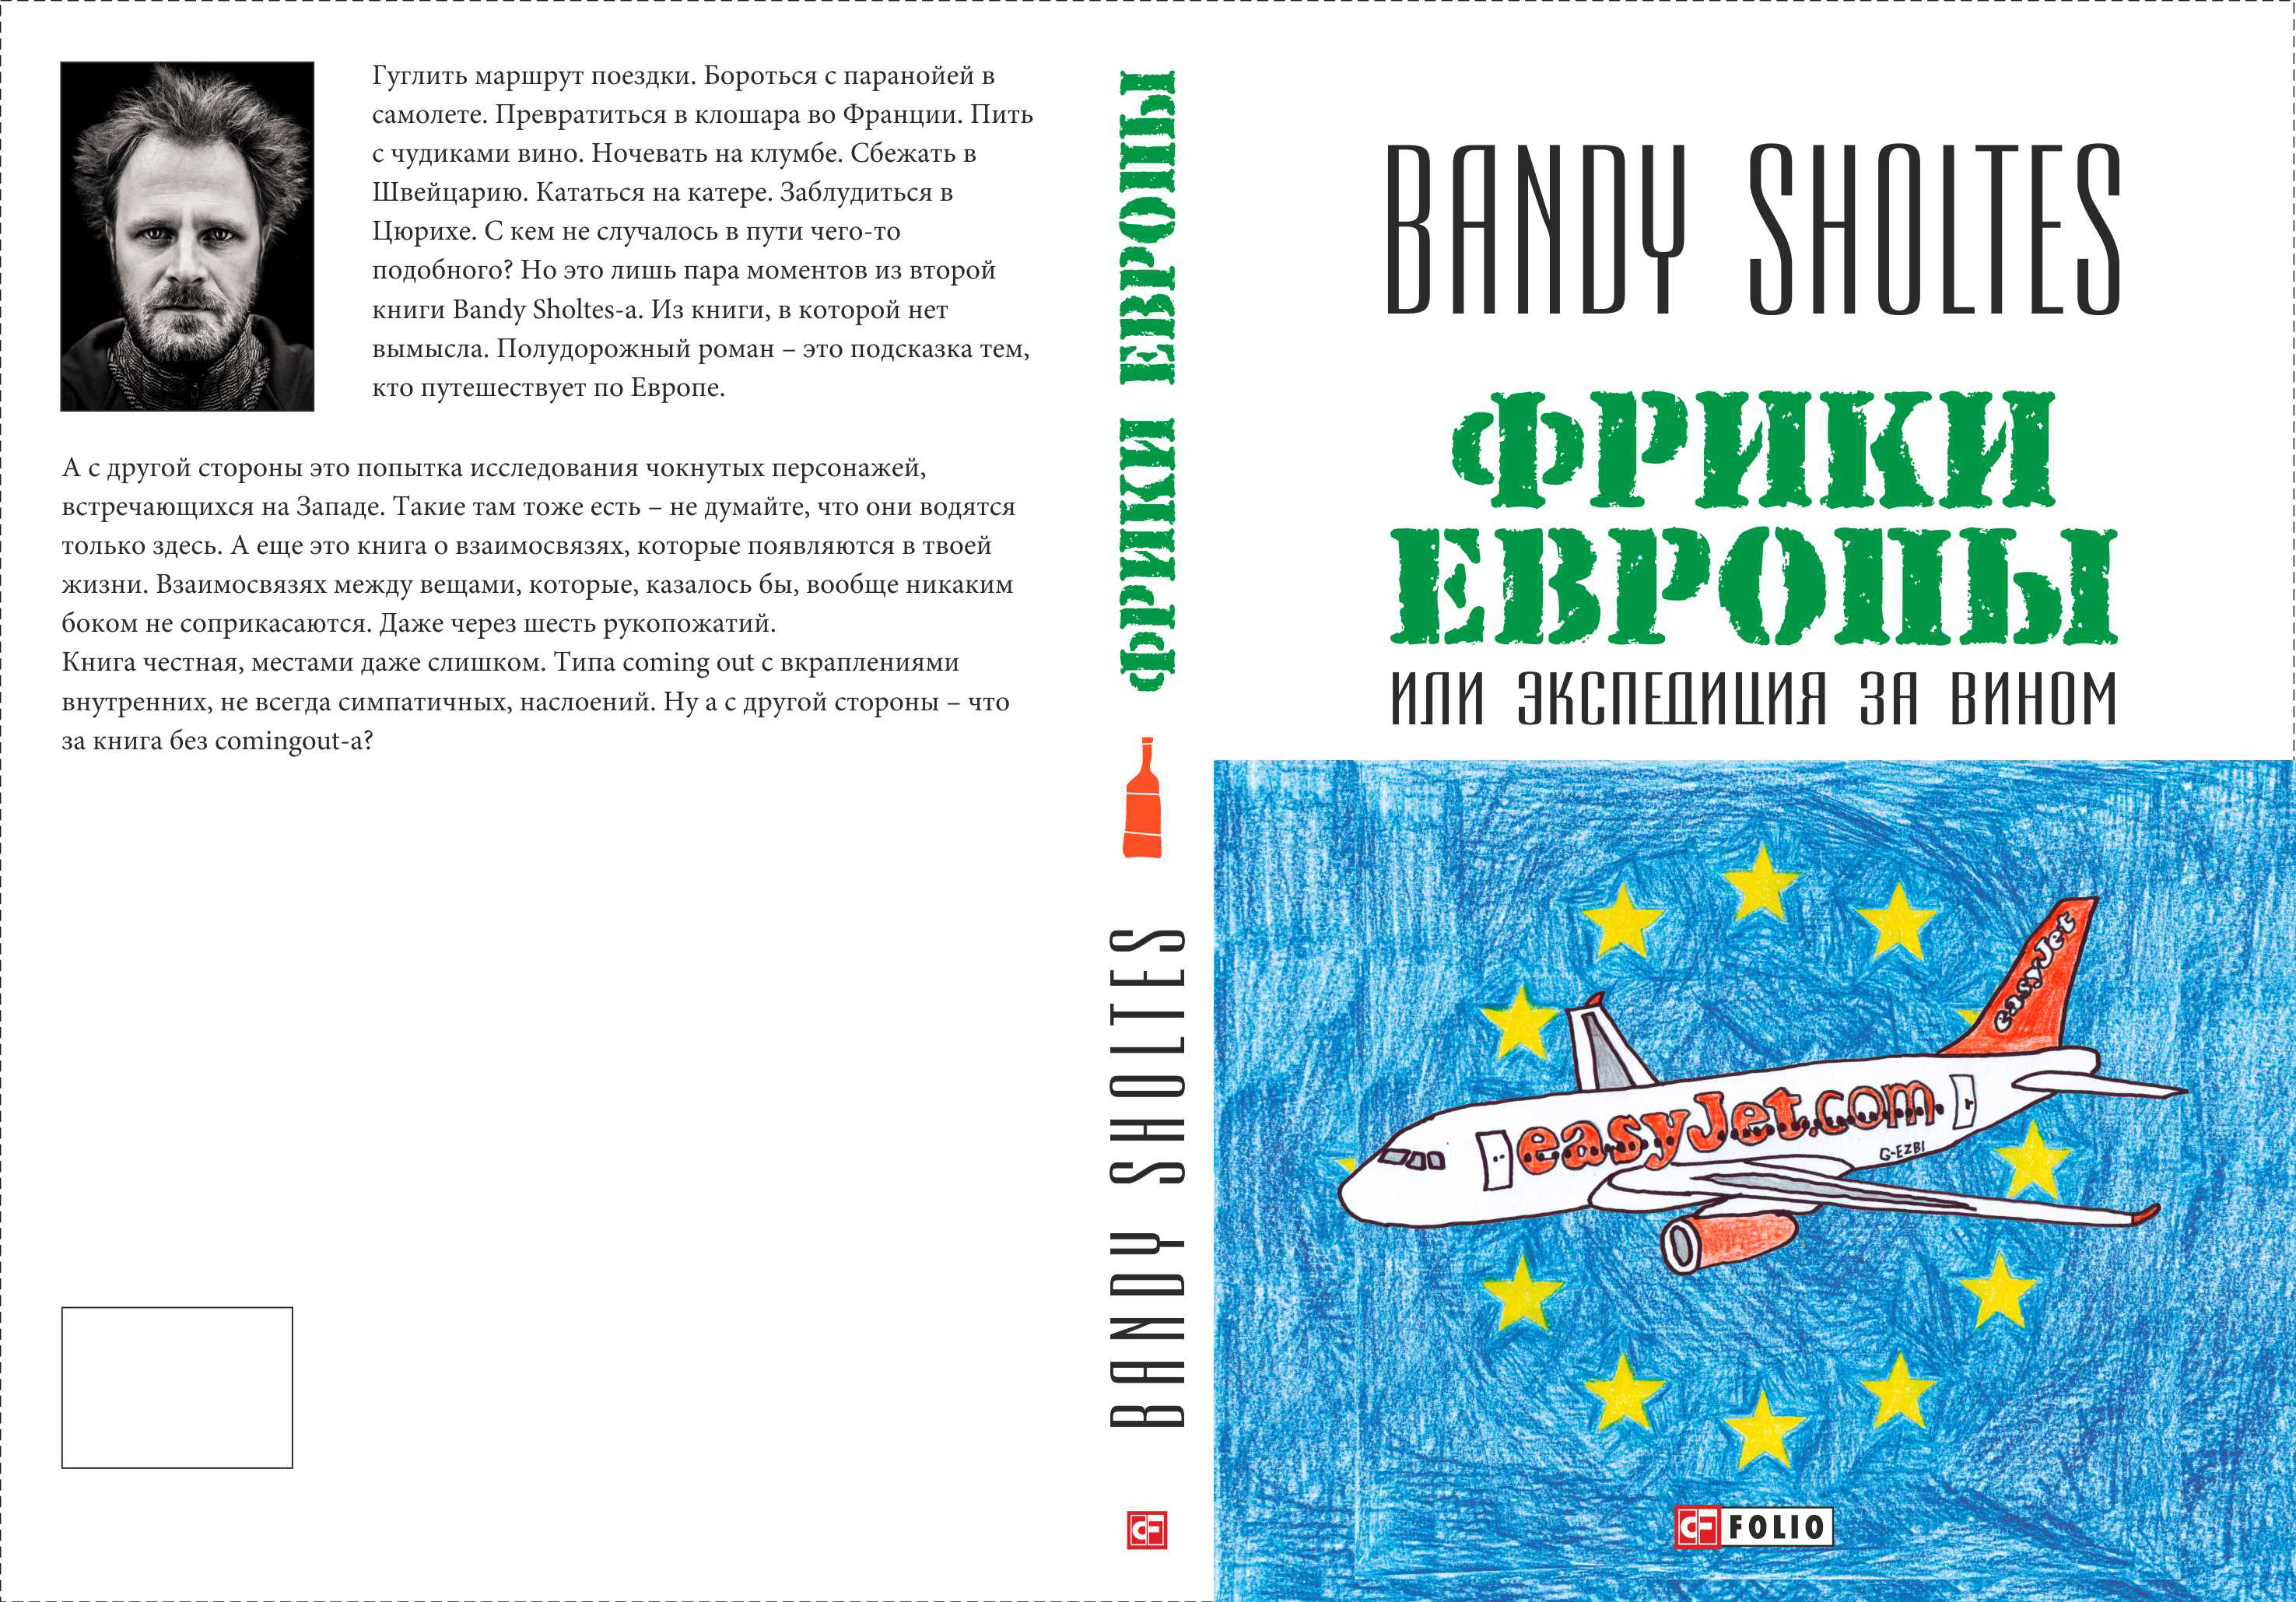 Гуглить маршрут поездки. Бороться с паранойей в
самолете. Превратиться в клошара во Франции. Пить
с чудиками вино. Ночевать на клумбе. Сбежать в
Швейцарию. Кататься на катере. Заблудиться в
Цюрихе. С кем не случалось в пути чего-то
подобного? Но это лишь пара моментов из второй
книги Bandy Sholtes-а. Из книги, в которой нет
вымысла. Полудорожный роман – это подсказка тем,
кто путешествует по Европе.
А с другой стороны это попытка исследования чокнутых персонажей,
встречающихся на Западе. Такие там тоже есть – не думайте, что они водятся
только здесь. А еще это книга о взаимосвязях, которые появляются в твоей
жизни. Взаимосвязях между вещами, которые, казалось бы, вообще никаким
боком не соприкасаются. Даже через шесть рукопожатий.
Книга честная, местами даже слишком. Типа coming out с вкраплениями
внутренних, не всегда симпатичных, наслоений. Ну а с другой стороны – что
за книга без comingout-а?
BANDY SHOLTES
ФРИКИ ЕВРОПЫ
CF
BANDY SHOLTES
ФРИКИ
ЕВРОПЫ
ИЛИ ЭКСПЕДИЦИЯ ЗА ВИНОМ
easyJet
easyJet.com
G-EZBI
CF FOLIO